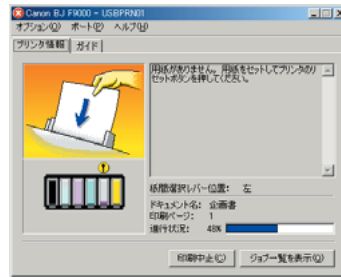 Canon BJ F9000 - USBPRN01
オプション(O) ポート(P) ヘルプ(H)
プリンタ情報 ガイド
用紙がありません。用紙をセットしてプリンタのリ
セットボタンを押してください。
紙間選択レバー位置: 左
ドキュメント名: 企画書
印刷ページ: 1
進行状況: 48%
印刷中止(C) ジョブ一覧を表示(Q)